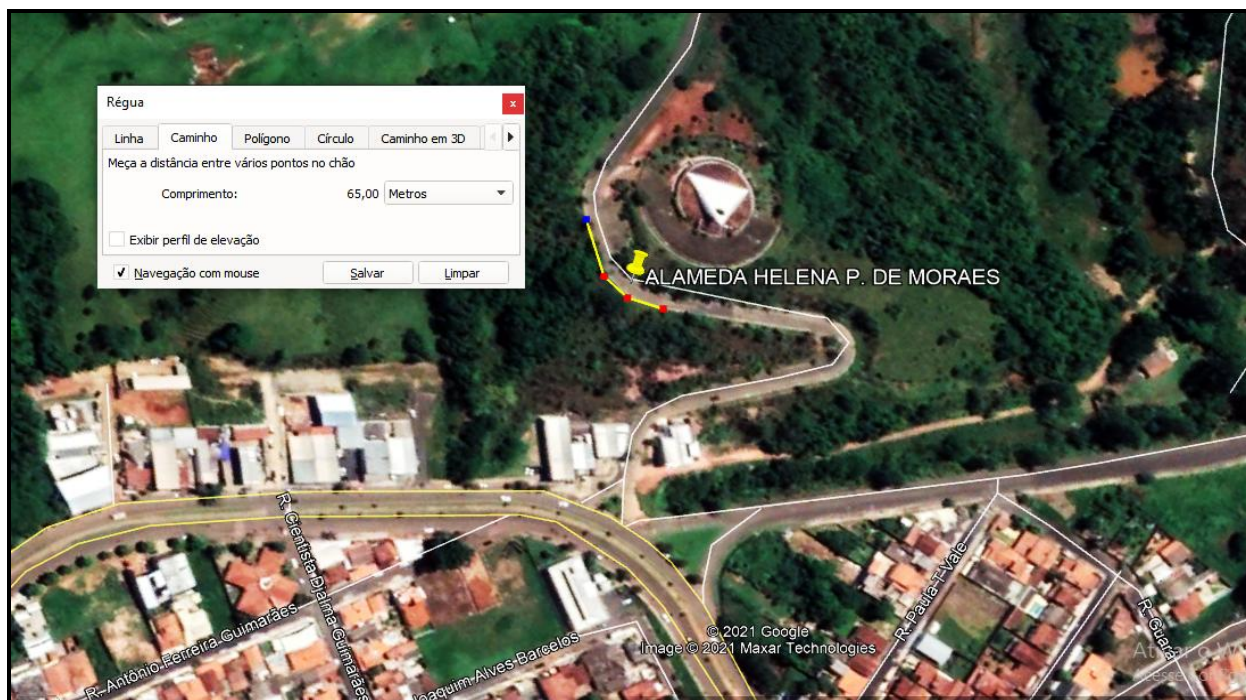 Régua
x
Linha Caminho Polígono Círculo Caminho em 3D
Meça a distância entre vários pontos no chão
Comprimento: 65,00 Metros
Exibir perfil de elevação
Navegação com mouse Salvar Limpar
ALAMEDA HELENA P. DE MORAES
R. Cientista Djalma Guimarães
R. Antônio Ferreira Guimarães
Joaquim Alves Barcelos
R. Paula T Vale
R. Guará
© 2021 Google
Image © 2021 Maxar Technologies